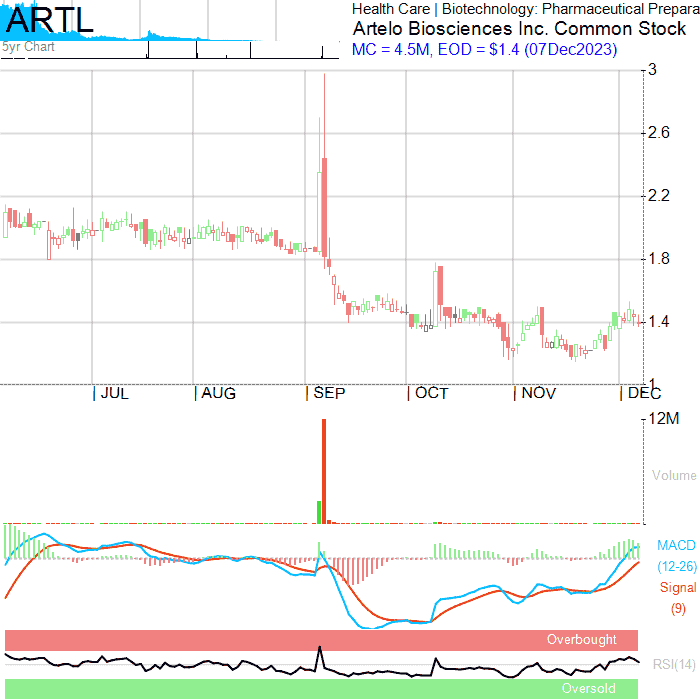 ARTL
5yr Chart
Health Care | Biotechnology: Pharmaceutical Prepara
Artelo Biosciences Inc. Common Stock
MC = 4.5M, EOD = $1.4 (07Dec2023)
3
2.6
2.2
1.8
1.4
1
JUL AUG SEP OCT NOV DEC
12M
Volume
MACD
(12-26)
Signal
(9)
Overbought
RSI(14)
Oversold